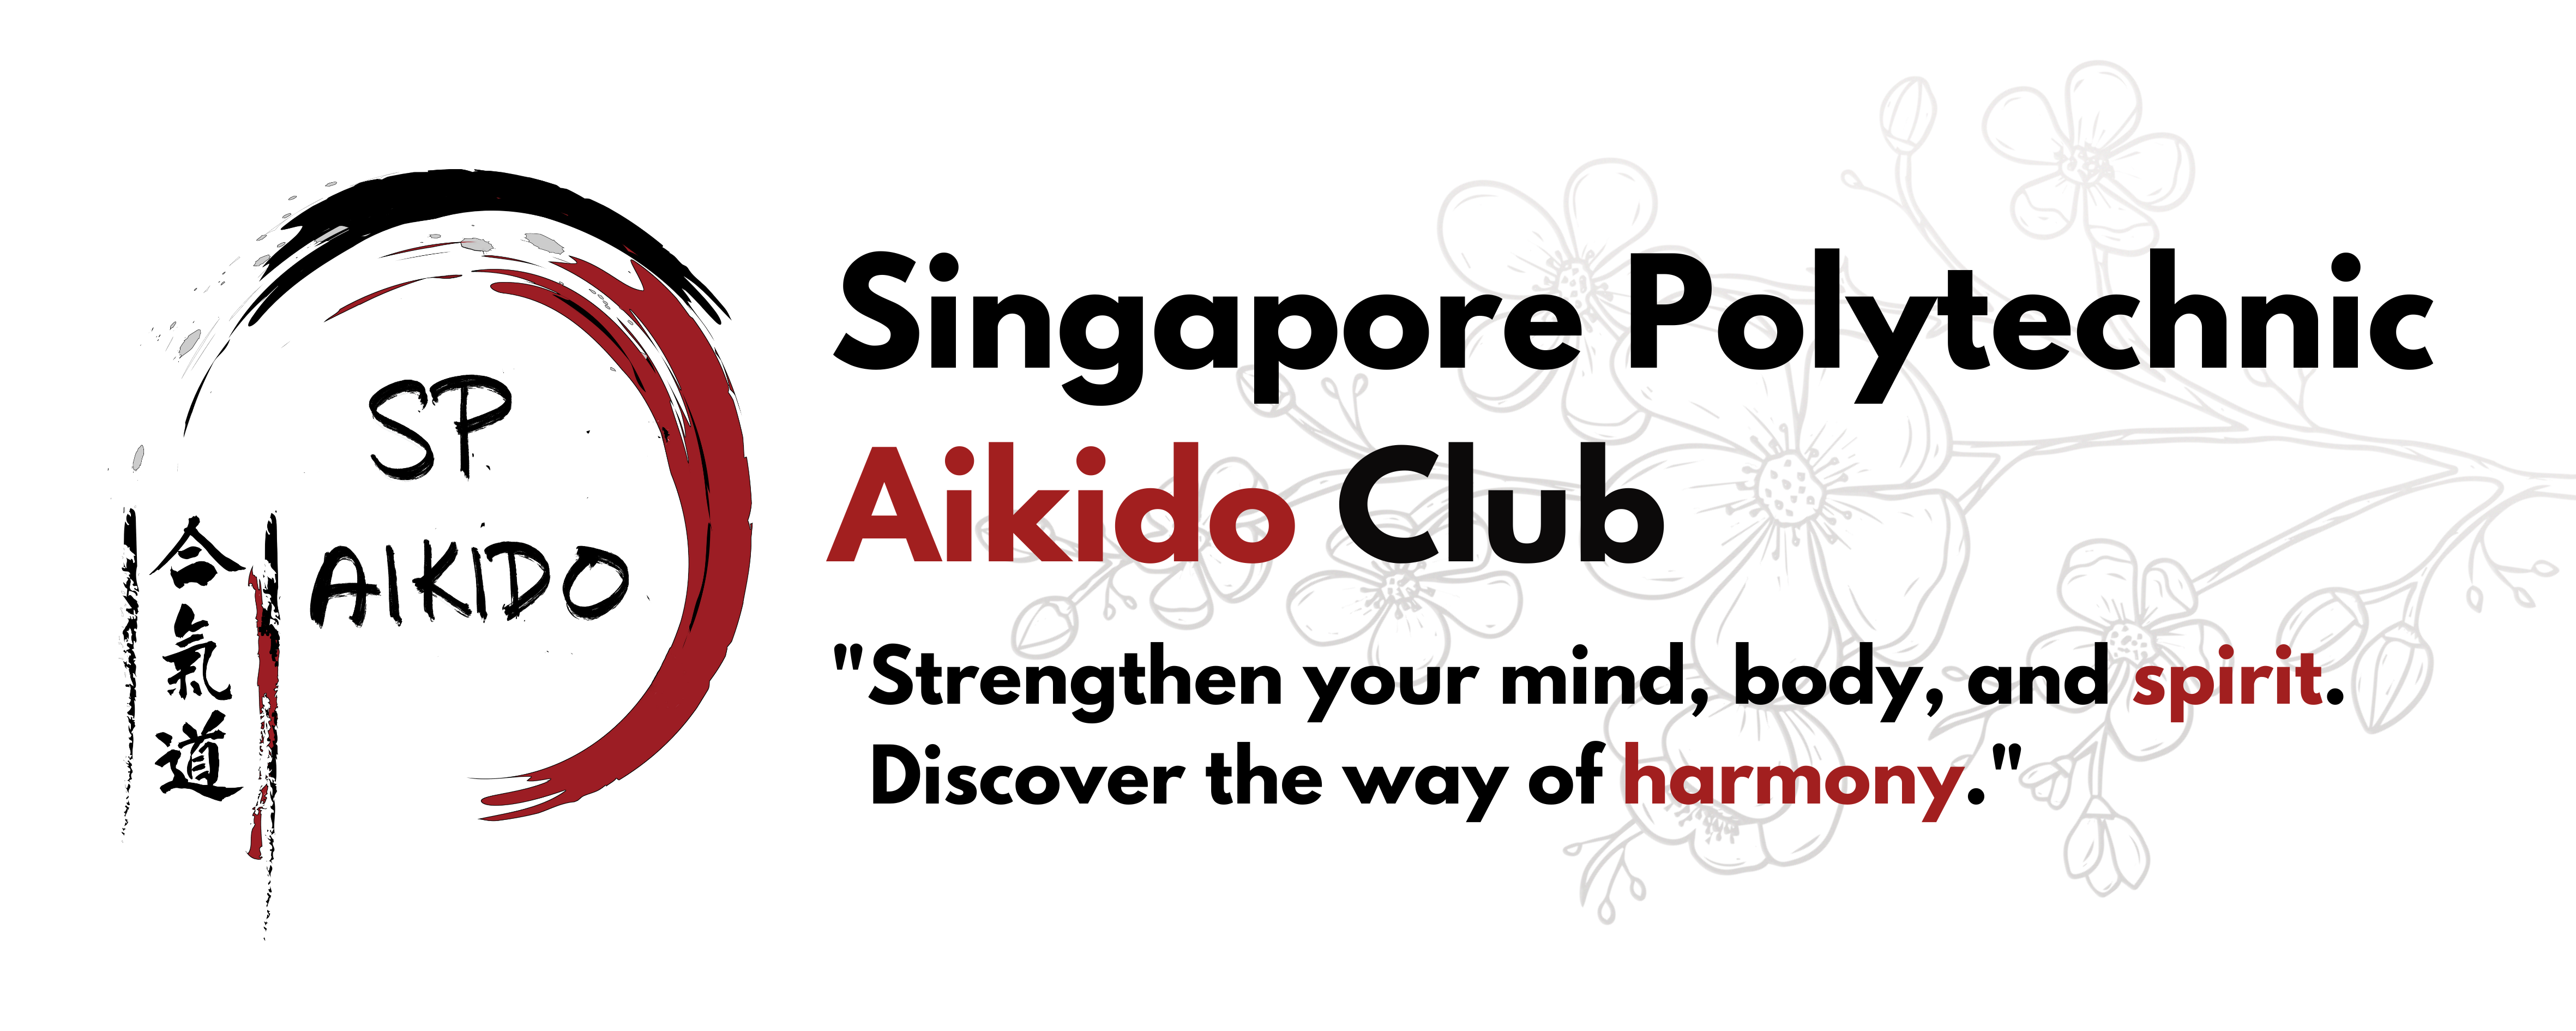 SP
AIKIDO
合氣道
Singapore Polytechnic
Aikido Club
"Strengthen your mind, body, and spirit.
Discover the way of harmony."